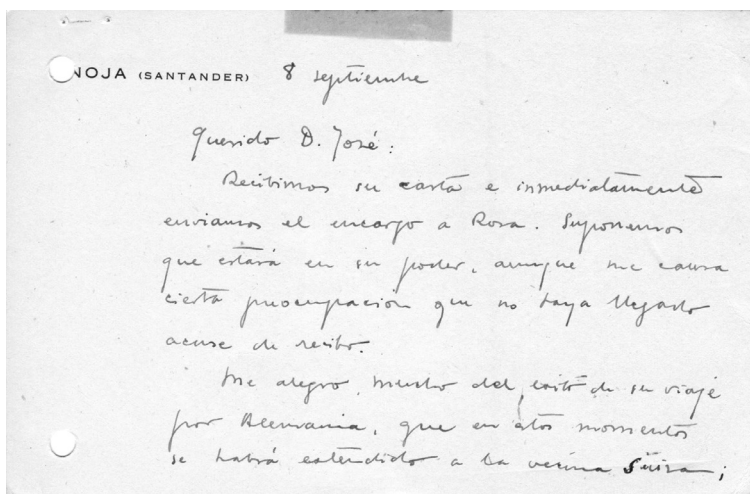 NOJA (SANTANDER) 8 septiembre
Querido D. José:
Recibimos su carta e inmediatamente
enviamos el encargo a Rosa. Suponemos
que estará en su poder, aunque me causa
cierta preocupación que no haya llegado
acuse de recibo.
Me alegro mucho del éxito de su viaje
por Alemania, que en estos momentos
se habrá extendido a la vecina Suiza;